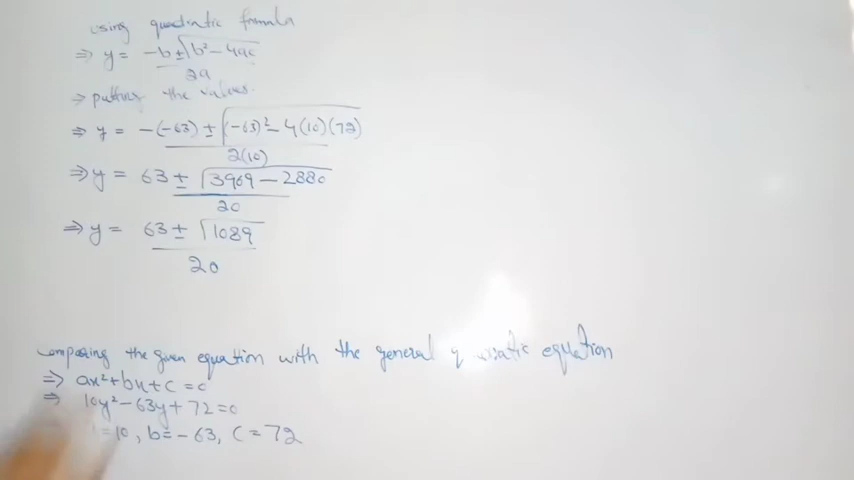 using quadratic formula
⇒ y = -b ± √b² - 4ac / 2a
→ putting the values.
⇒ y = -(-63) ± √(-63)² - 4(10)(72) / 2(10)
⇒ y = 63 ± √3969 - 2880 / 20
⇒ y = 63 ± √1089 / 20
comparing the given equation with the general quadratic equation
⇒ ax² + bx + c = 0
⇒ 10y² - 63y + 72 = 0
= 10, b = -63, c = 72